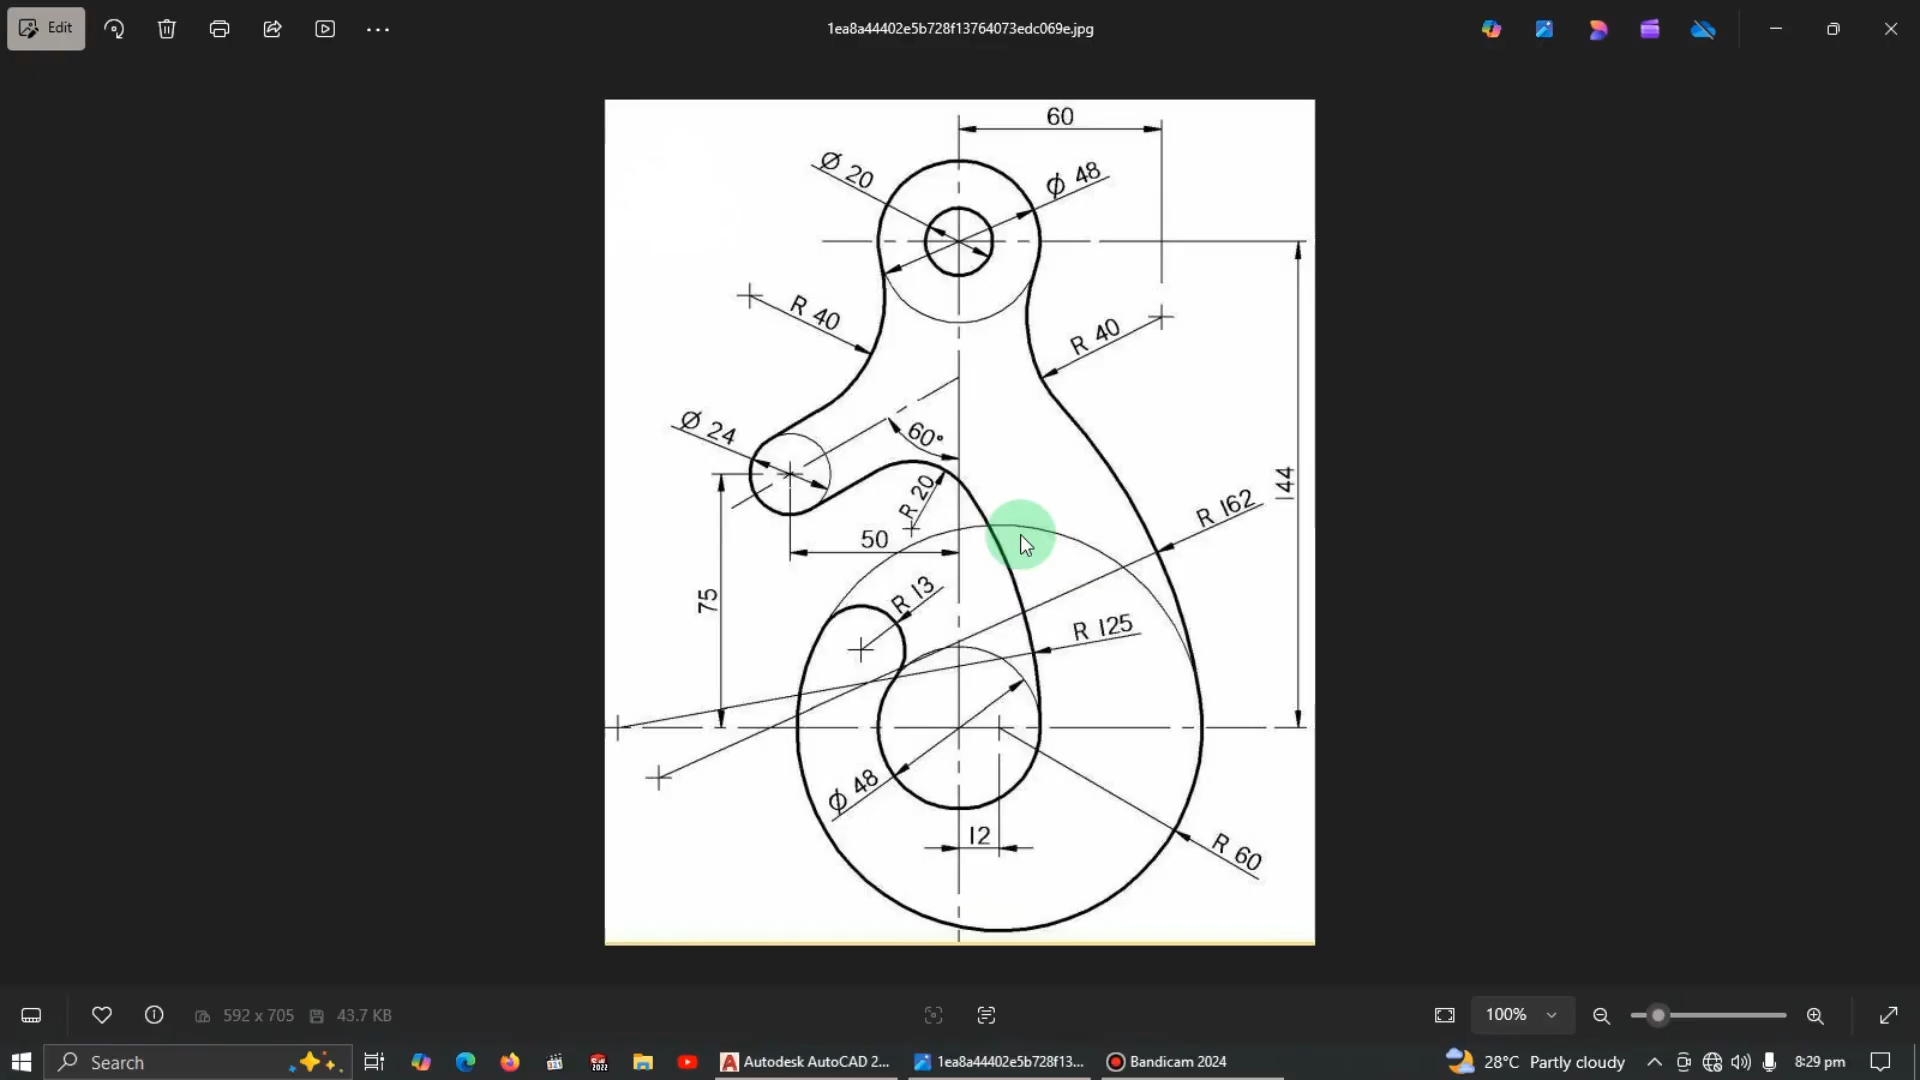 Edit
1ea8a44402e5b728f13764073edc069e.jpg
60
Ø 20
Ø 48
R 40
R 40
Ø 24
60°
R 20
144
R 162
50
75
R 13
R 125
Ø 48
12
R 60
592 x 705
43.7 KB
100%
Search
Autodesk AutoCAD 2...
1ea8a44402e5b728f13...
Bandicam 2024
28°C Partly cloudy
8:29 pm